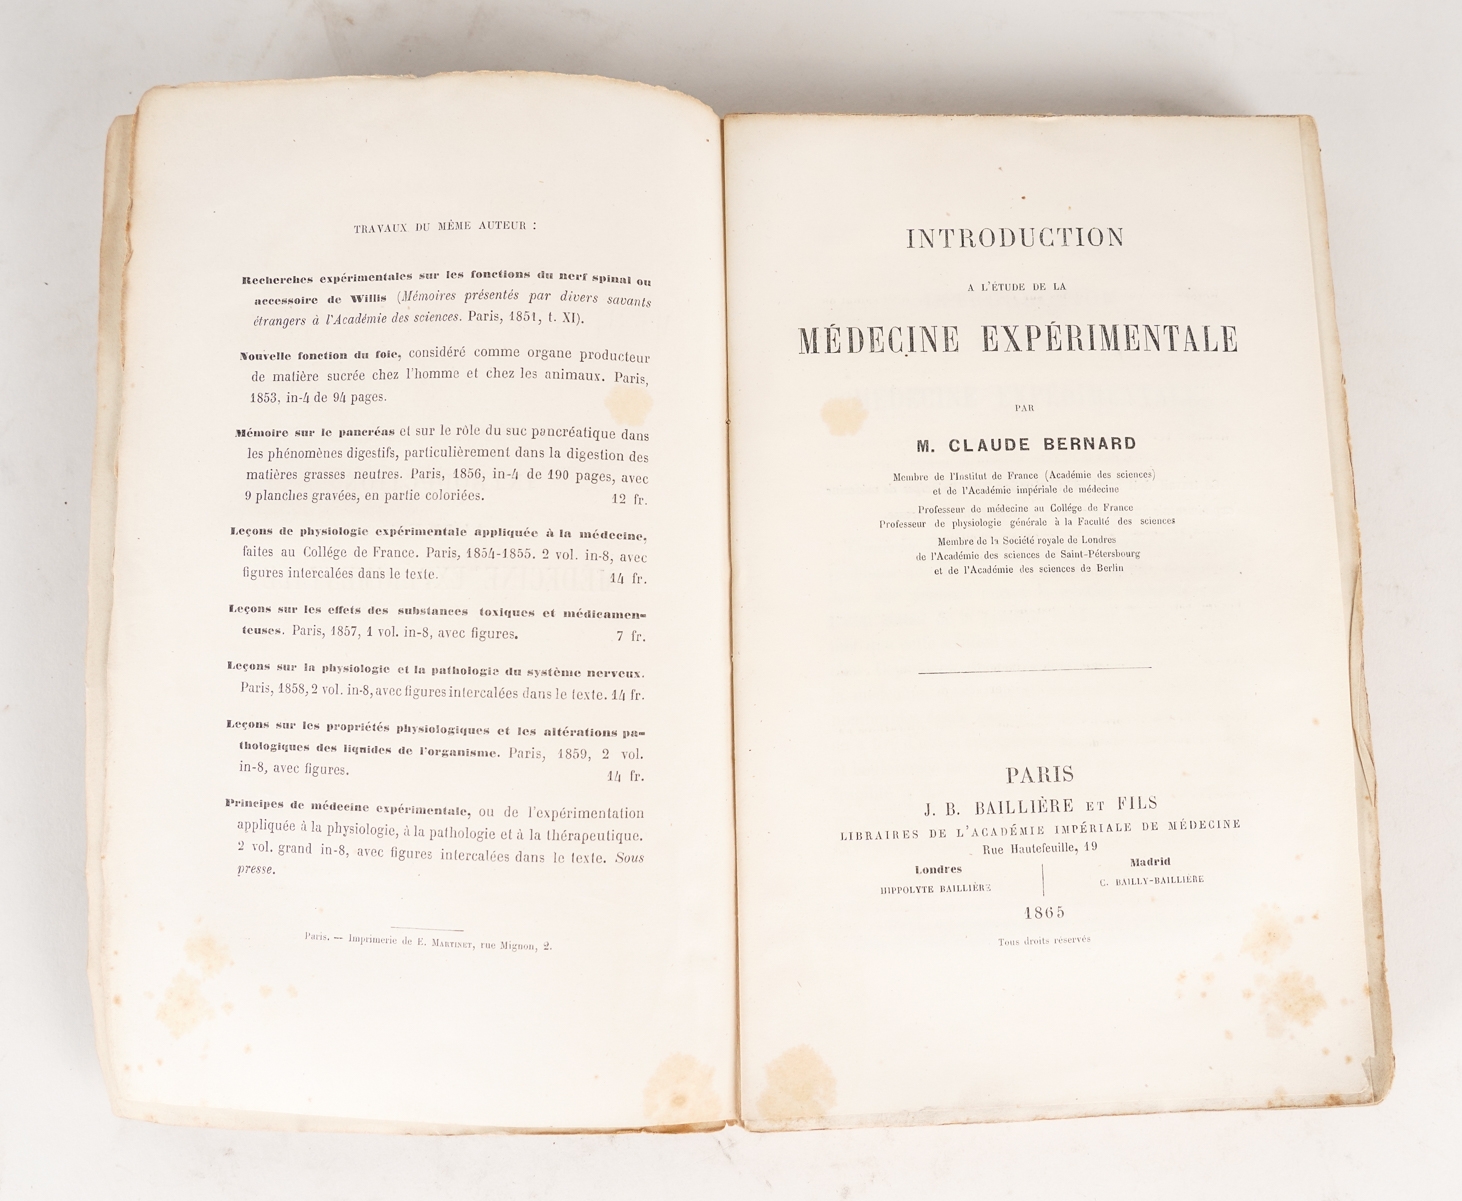 TRAVAUX DU MÊME AUTEUR :
Recherches expérimentales sur les fonctions du nerf spinal ou
accessoire de Willis (Mémoires présentés par divers savants
étrangers à l'Académie des sciences. Paris, 1851, t. XI).
Nouvelle fonction du foie, considéré comme organe producteur
de matière sucrée chez l'homme et chez les animaux. Paris,
1853, in-4 de 94 pages.
Mémoire sur le pancréas et sur le rôle du suc pancréatique dans
les phénomènes digestifs, particulièrement dans la digestion des
matières grasses neutres. Paris, 1856, in-4 de 190 pages, avec
9 planches gravées, en partie coloriées. 12 fr.
Leçons de physiologie expérimentale appliquée à la médecine,
faites au Collége de France. Paris, 1854-1855. 2 vol. in-8, avec
figures intercalées dans le texte. 14 fr.
Leçons sur les effets des substances toxiques et médicamen-
teuses. Paris, 1857, 1 vol. in-8, avec figures. 7 fr.
Leçons sur la physiologie et la pathologie du système nerveux.
Paris, 1858, 2 vol. in-8, avec figures intercalées dans le texte. 14 fr.
Leçons sur les propriétés physiologiques et les altérations pa-
thologiques des liquides de l'organisme. Paris, 1859, 2 vol.
in-8, avec figures. 14 fr.
Principes de médecine expérimentale, ou de l'expérimentation
appliquée à la physiologie, à la pathologie et à la thérapeutique.
2 vol. grand in-8, avec figures intercalées dans le texte. Sous
presse.
Paris. — Imprimerie de E. MARTINET, rue Mignon, 2.
INTRODUCTION
A L'ÉTUDE DE LA
MÉDECINE EXPÉRIMENTALE
PAR
M. CLAUDE BERNARD
Membre de l'Institut de France (Académie des sciences)
et de l'Académie impériale de médecine
Professeur de médecine au Collége de France
Professeur de physiologie générale à la Faculté des sciences
Membre de la Société royale de Londres
de l'Académie des sciences de Saint-Pétersbourg
et de l'Académie des sciences de Berlin
PARIS
J. B. BAILLIÈRE ET FILS
LIBRAIRES DE L'ACADÉMIE IMPÉRIALE DE MÉDECINE
Rue Hautefeuille, 19
Londres
HIPPOLYTE BAILLIÈRE
Madrid
C. BAILLY-BAILLIÈRE
1865
Tous droits réservés